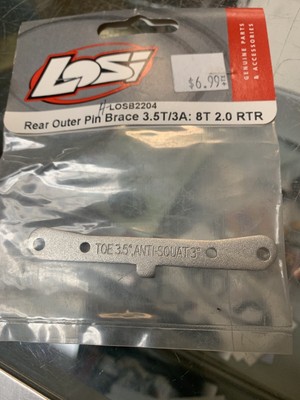 LOSI
GENUINE PARTS
& ACCESSORIES
$6.99
LOSB2204
Rear Outer Pin Brace 3.5T/3A: 8T 2.0 RTR
TOE 3.5° ANTI-SQUAT 3°